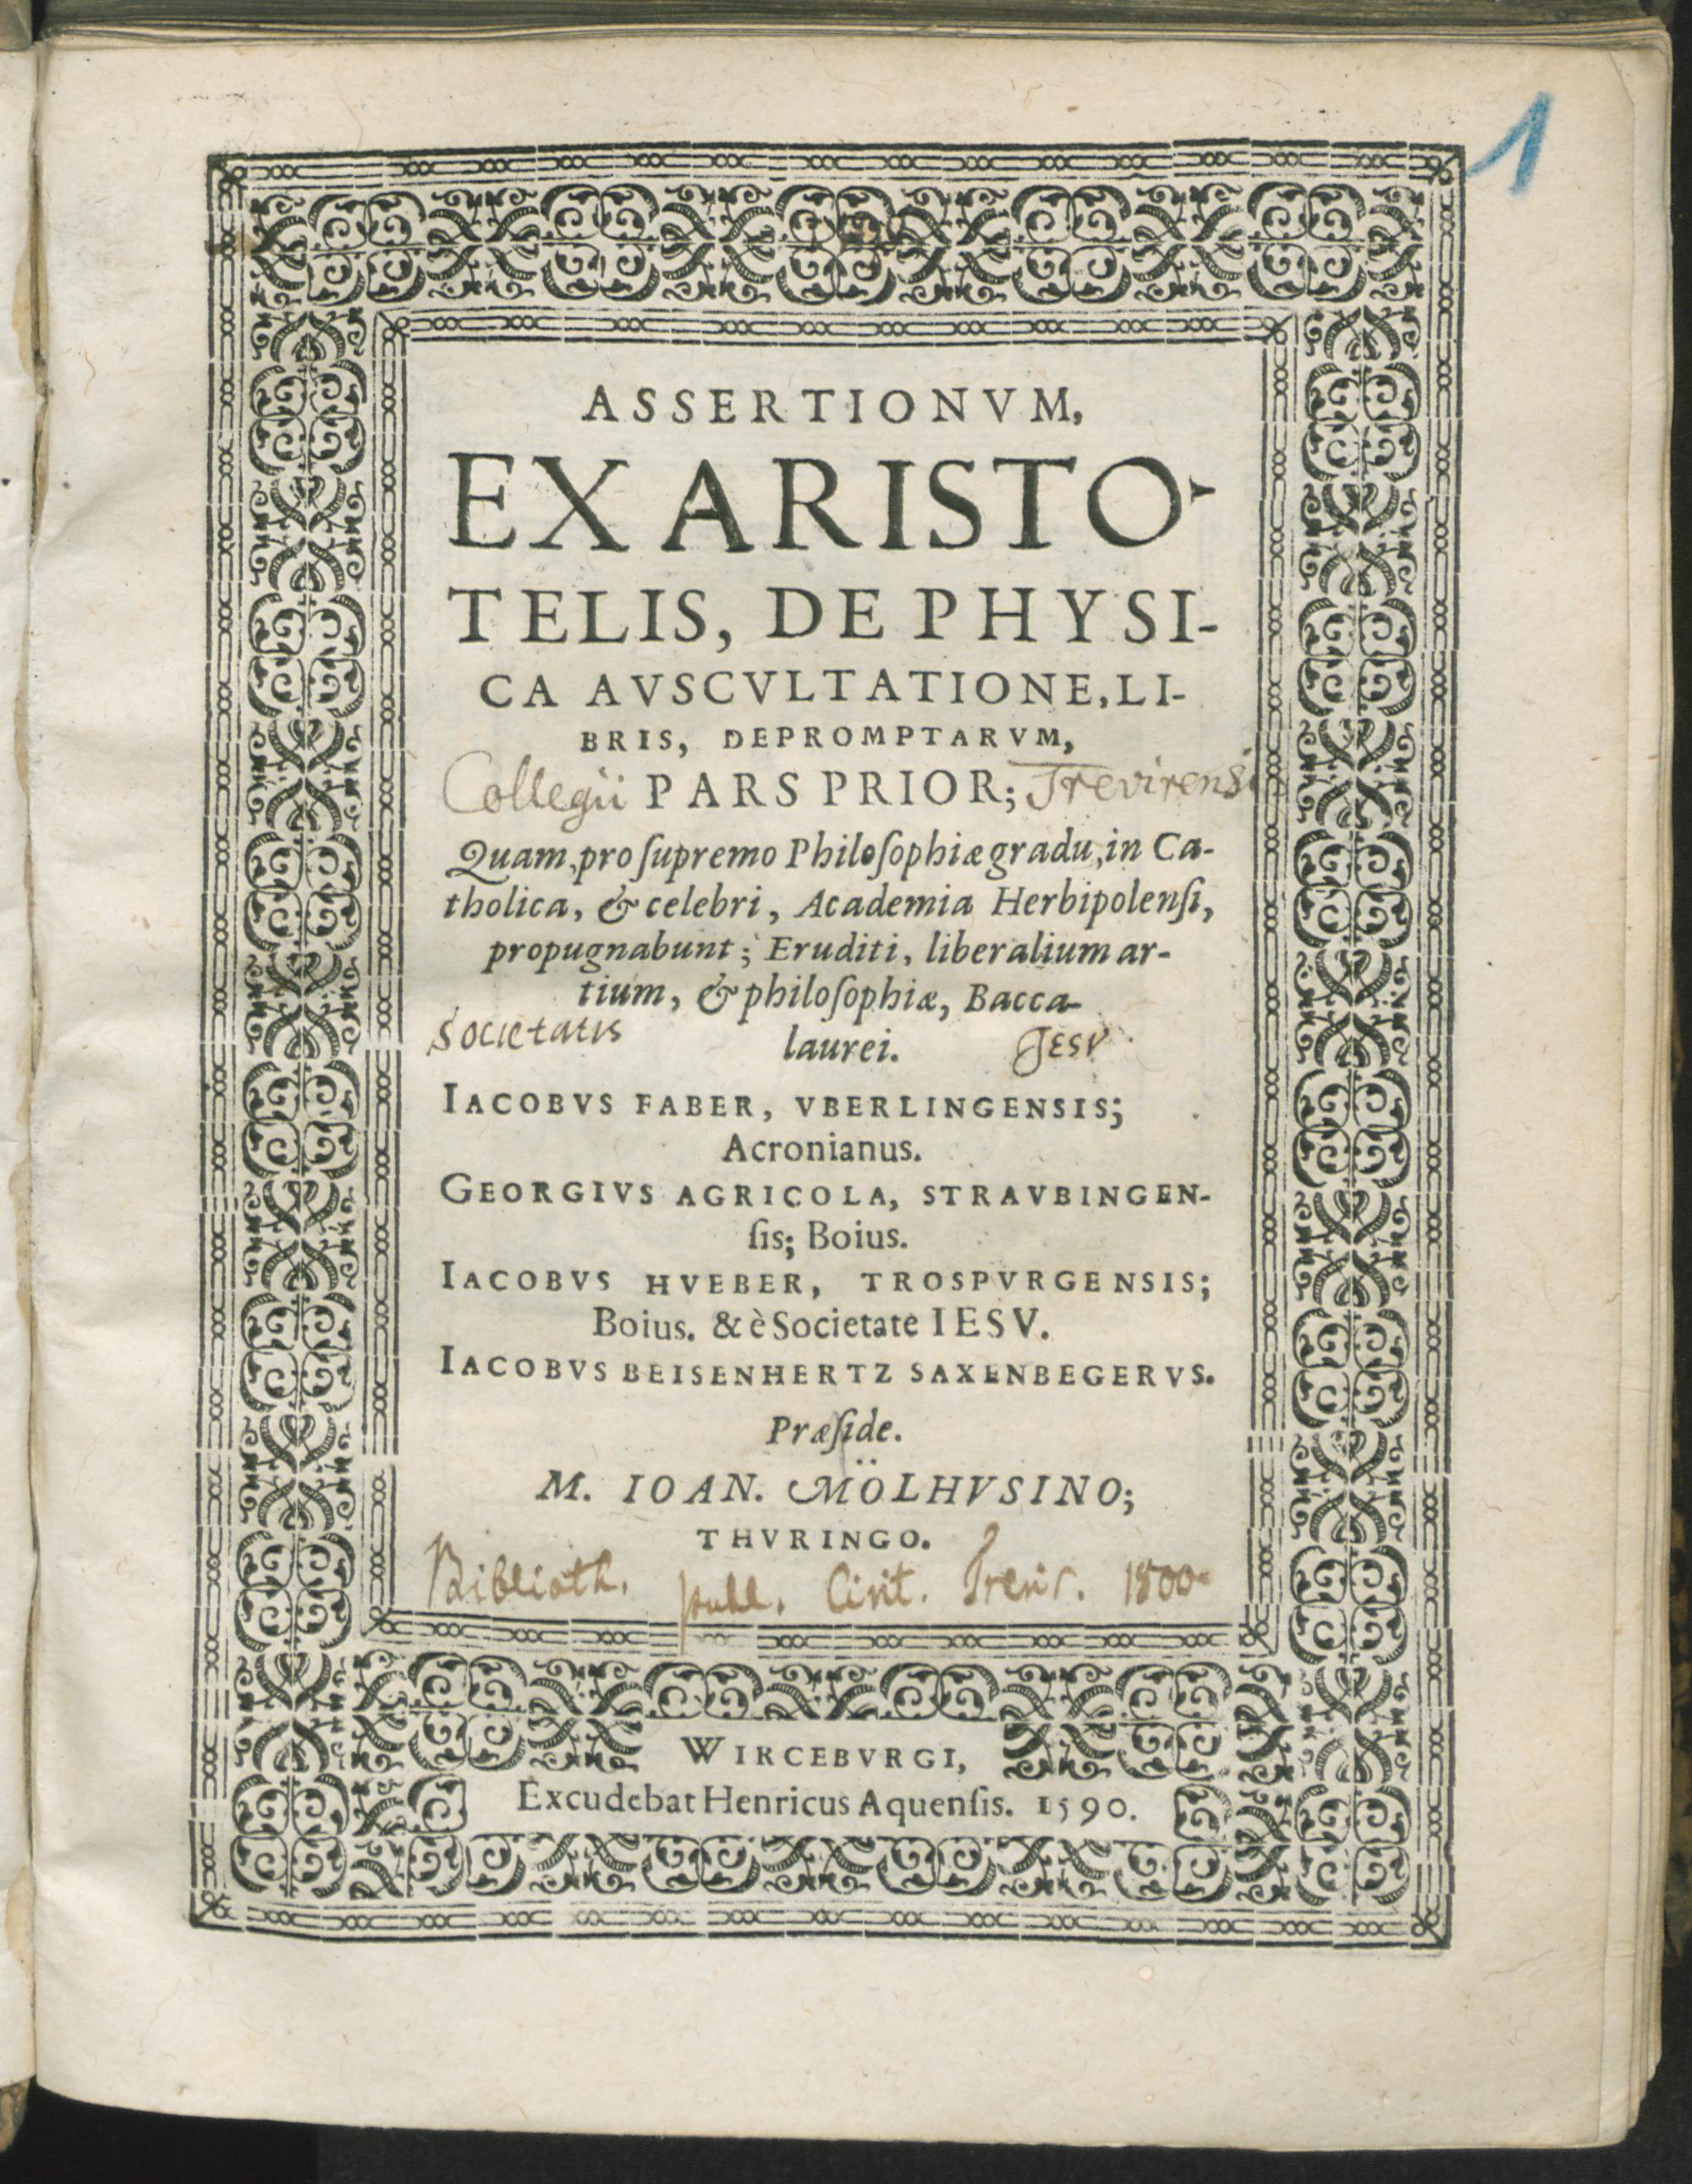 1
ASSERTIONVM,
EX ARISTO-
TELIS, DE PHYSI-
CA AVSCVLTATIONE, LI-
BRIS, DEPROMPTARVM,
Collegii PARS PRIOR; Trevirensis
Quam, pro ſupremo Philoſophiæ gradu, in Ca-
tholica, & celebri, Academia Herbipolenſi,
propugnabunt; Eruditi, liberalium ar-
tium, & philoſophiæ, Bacca-
Societatis laurei. JESV
IACOBVS FABER, VBERLINGENSIS;
Acronianus.
GEORGIVS AGRICOLA, STRAVBINGEN-
ſis; Boius.
IACOBVS HVEBER, TROSPVRGENSIS;
Boius. & è Societate IESV.
IACOBVS BEISENHERTZ SAXENBEGERVS.
Præſide.
M. IOAN. MÖLHVSINO;
THVRINGO.
Biblioth. publ. Civit. Trevir. 1800
WIRCEBVRGI,
Excudebat Henricus Aquenſis. 1590.